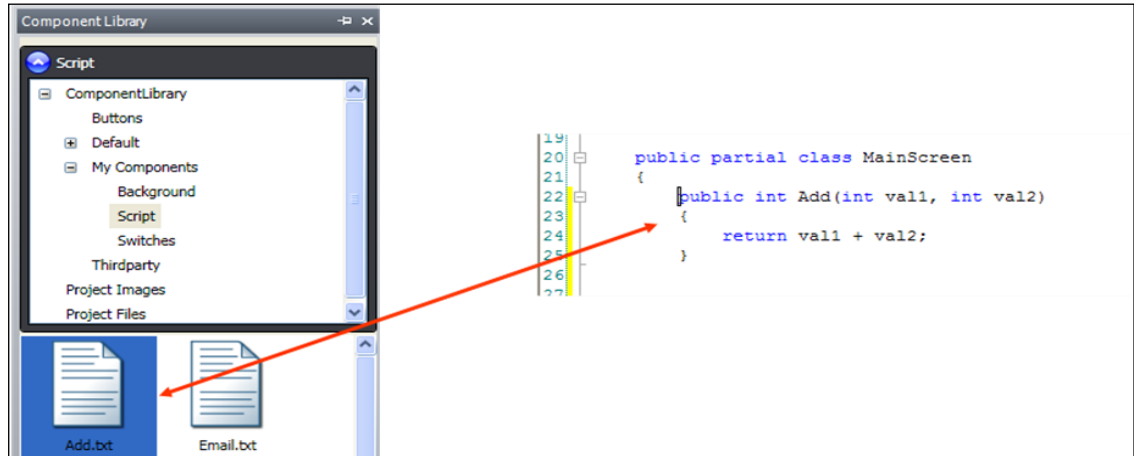 Component Library
Script
ComponentLibrary
Buttons
Default
My Components
Background
Script
Switches
Thirdparty
Project Images
Project Files
Add.txt
Email.txt
19
20 public partial class MainScreen
21 {
22 public int Add(int val1, int val2)
23 {
24 return val1 + val2;
25 }
26
27